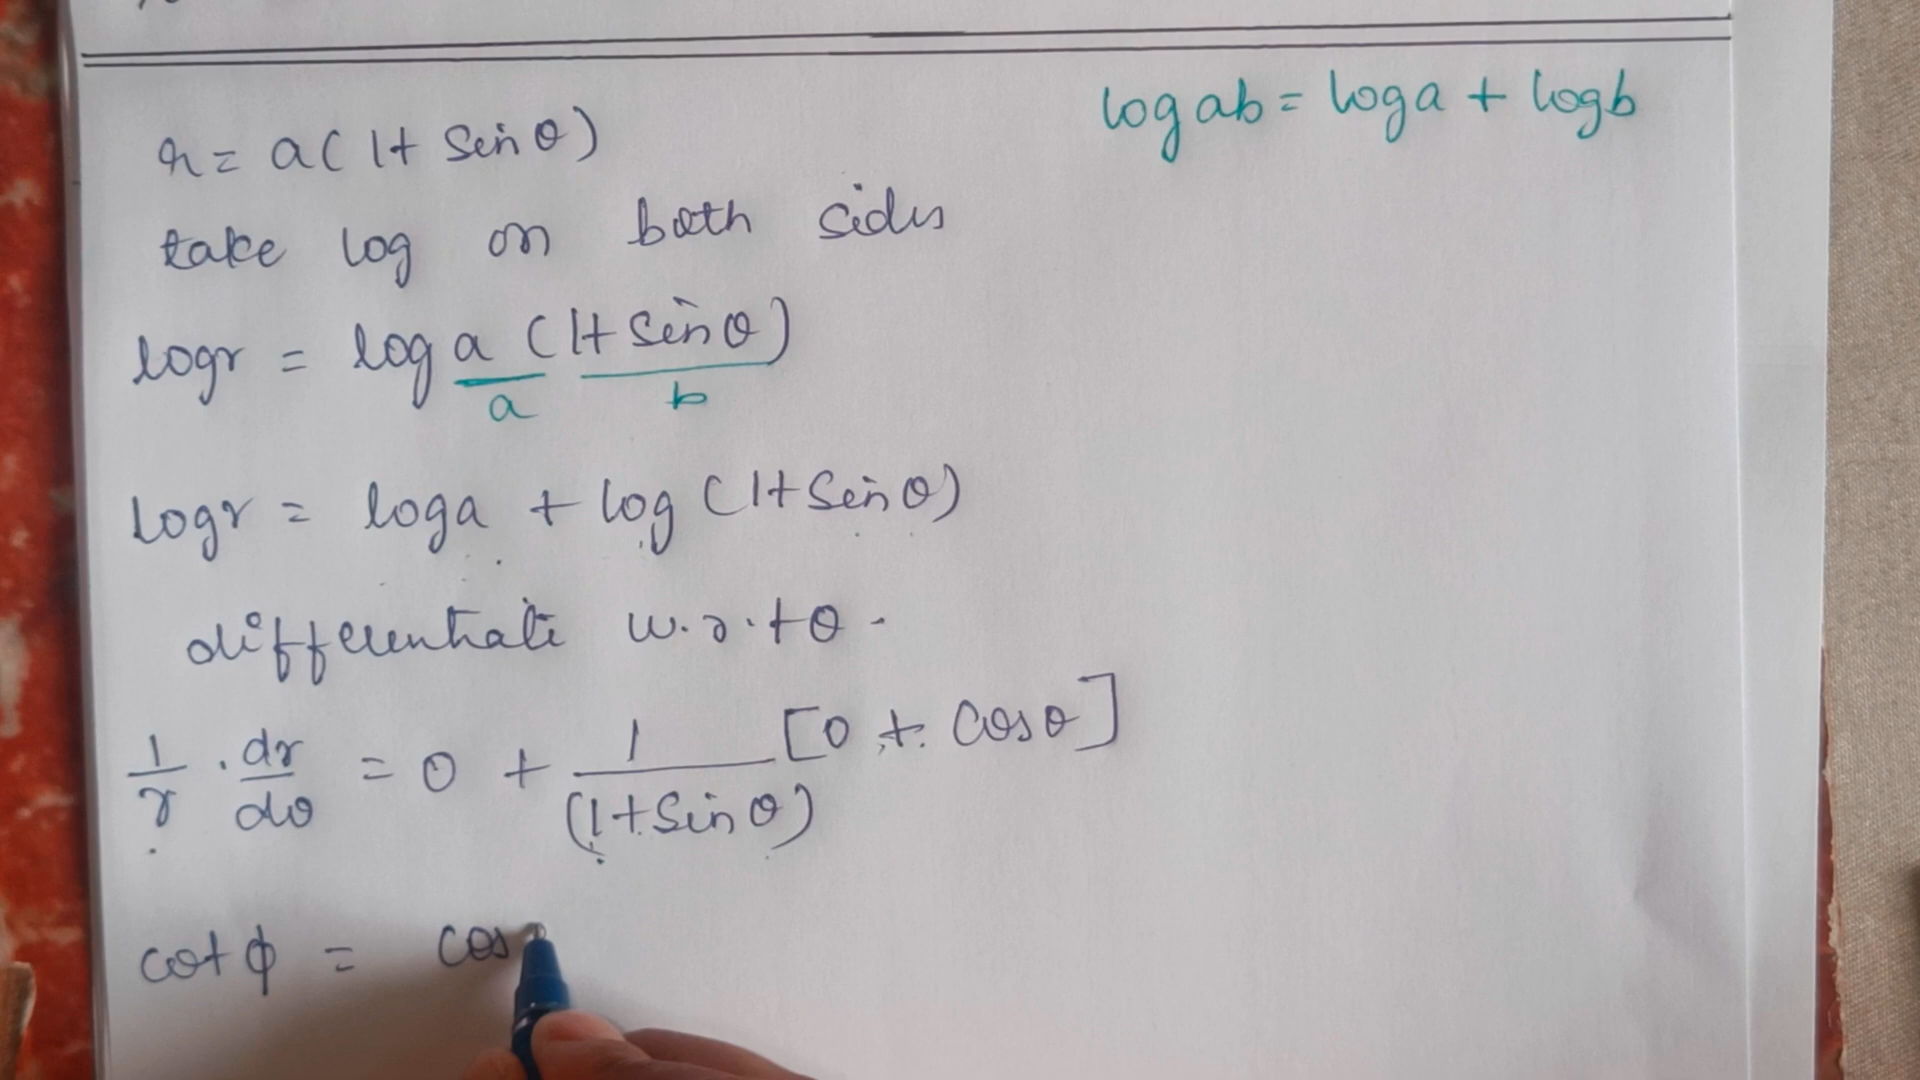 r = a(1+ Sin θ)
log ab = log a + log b
take log on both sides
log r = log a (1+ Sin θ)
a b
log r = log a + log (1+ Sin θ)
differentiate w.r.to θ.
1/r . dr/dθ = 0 + 1/(1+Sin θ) [0 + Cos θ]
cot φ = cos